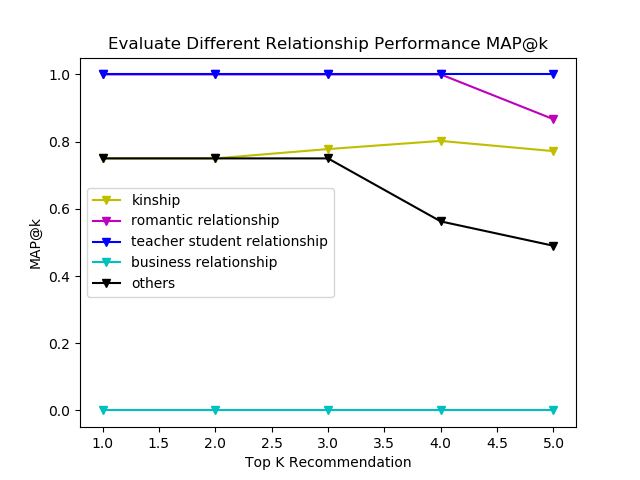 Evaluate Different Relationship Performance MAP@k
1.0
0.8
0.6
0.4
0.2
0.0
MAP@k
kinship
romantic relationship
teacher student relationship
business relationship
others
1.0 1.5 2.0 2.5 3.0 3.5 4.0 4.5 5.0
Top K Recommendation